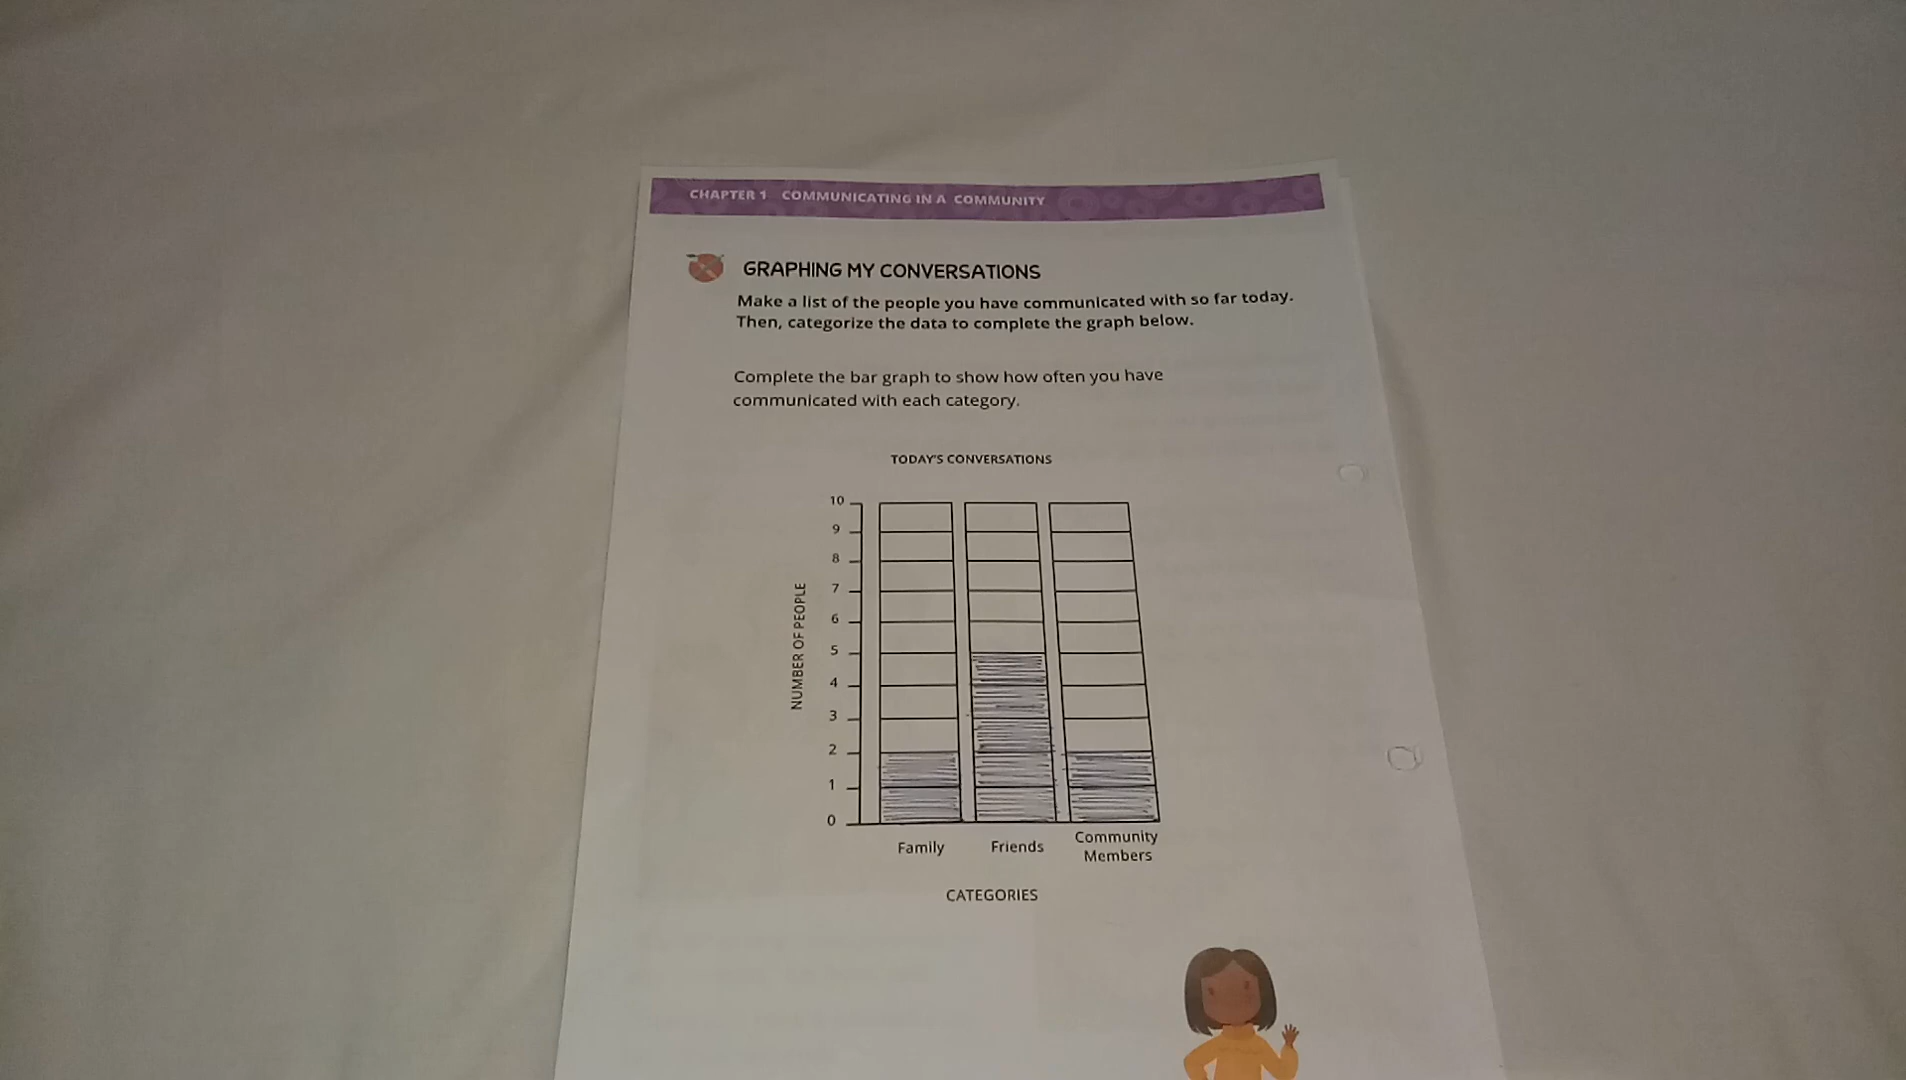 CHAPTER 1 COMMUNICATING IN A COMMUNITY
GRAPHING MY CONVERSATIONS
Make a list of the people you have communicated with so far today.
Then, categorize the data to complete the graph below.
Complete the bar graph to show how often you have
communicated with each category.
TODAY'S CONVERSATIONS
10
9
8
7
6
5
4
3
2
1
0
NUMBER OF PEOPLE
Family
Friends
Community
Members
CATEGORIES